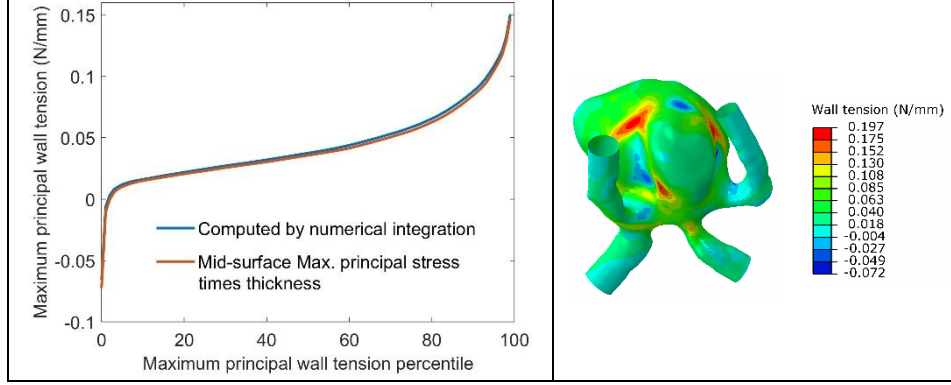 Maximum principal wall tension (N/mm)
0.15
0.1
0.05
0
-0.05
-0.1
Computed by numerical integration
Mid-surface Max. principal stress
times thickness
0 20 40 60 80 100
Maximum principal wall tension percentile
Wall tension (N/mm)
0.197
0.175
0.152
0.130
0.108
0.085
0.063
0.040
0.018
-0.004
-0.027
-0.049
-0.072